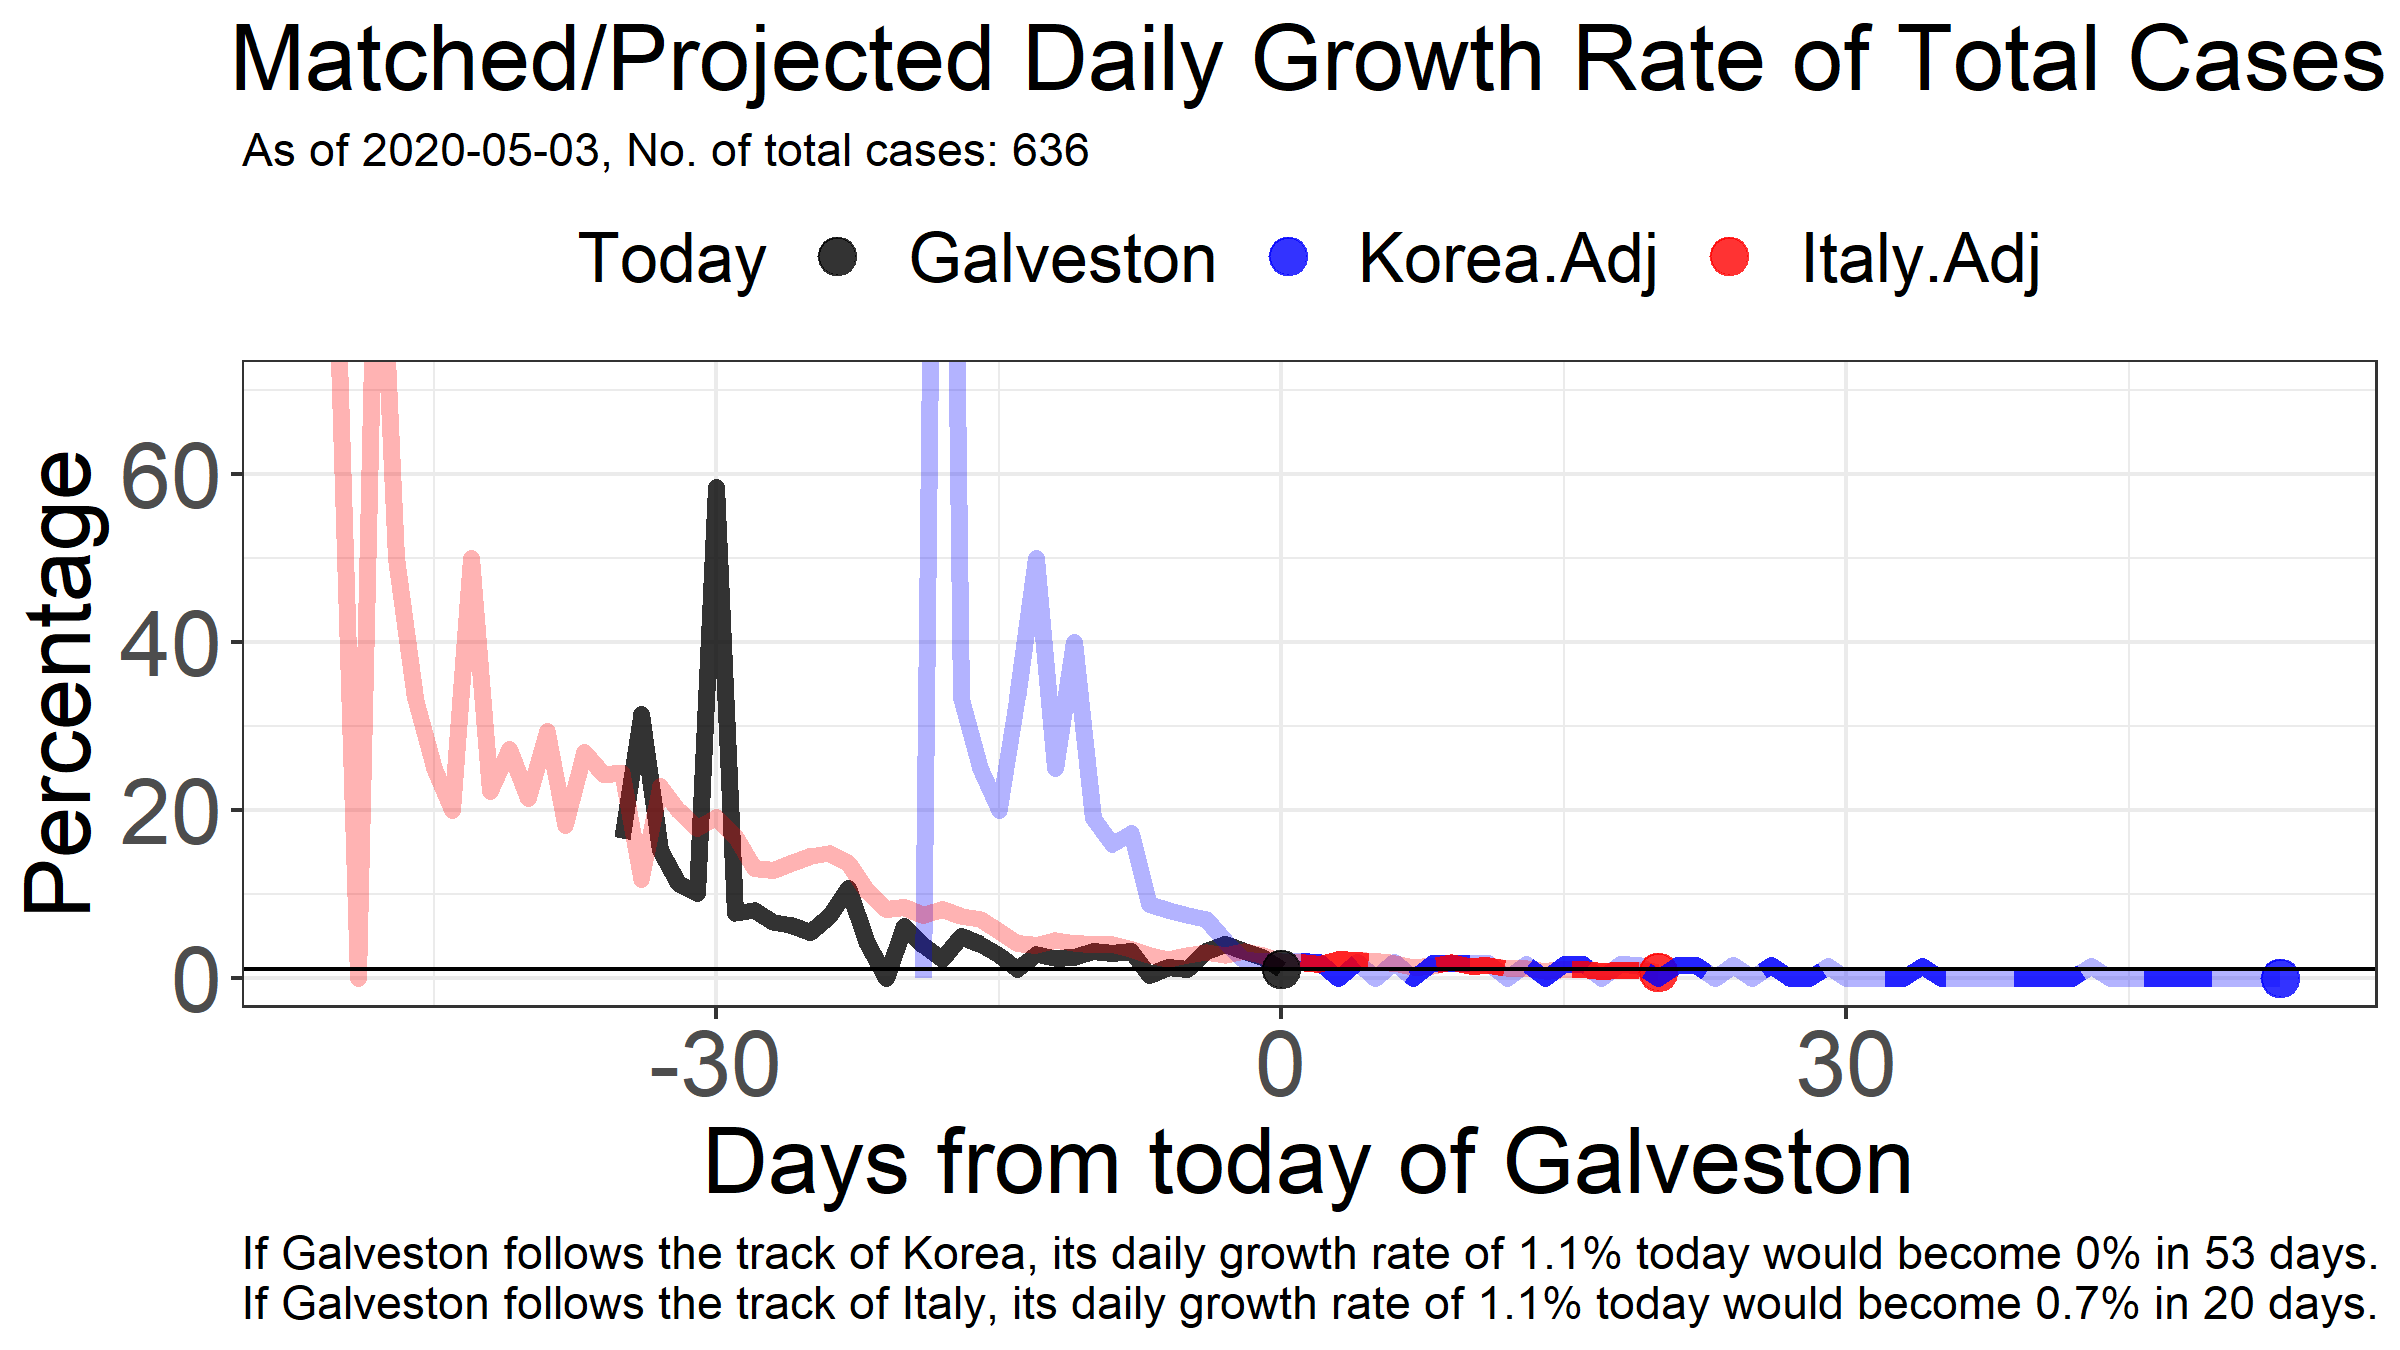 Matched/Projected Daily Growth Rate of Total Cases
As of 2020-05-03, No. of total cases: 636
Today Galveston Korea.Adj Italy.Adj
Percentage
60
40
20
0
-30 0 30
Days from today of Galveston
If Galveston follows the track of Korea, its daily growth rate of 1.1% today would become 0% in 53 days.
If Galveston follows the track of Italy, its daily growth rate of 1.1% today would become 0.7% in 20 days.